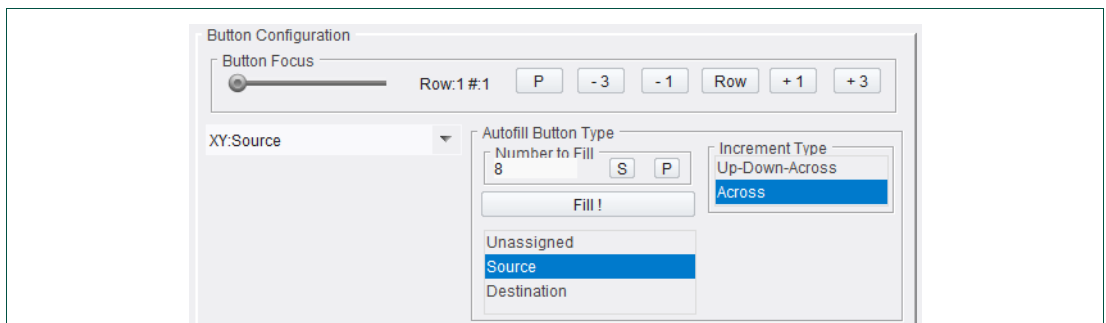 Button Configuration
Button Focus
Row:1 #:1 P - 3 - 1 Row + 1 + 3
XY:Source
Autofill Button Type
Number to Fill
8 S P
Fill !
Unassigned
Source
Destination
Increment Type
Up-Down-Across
Across